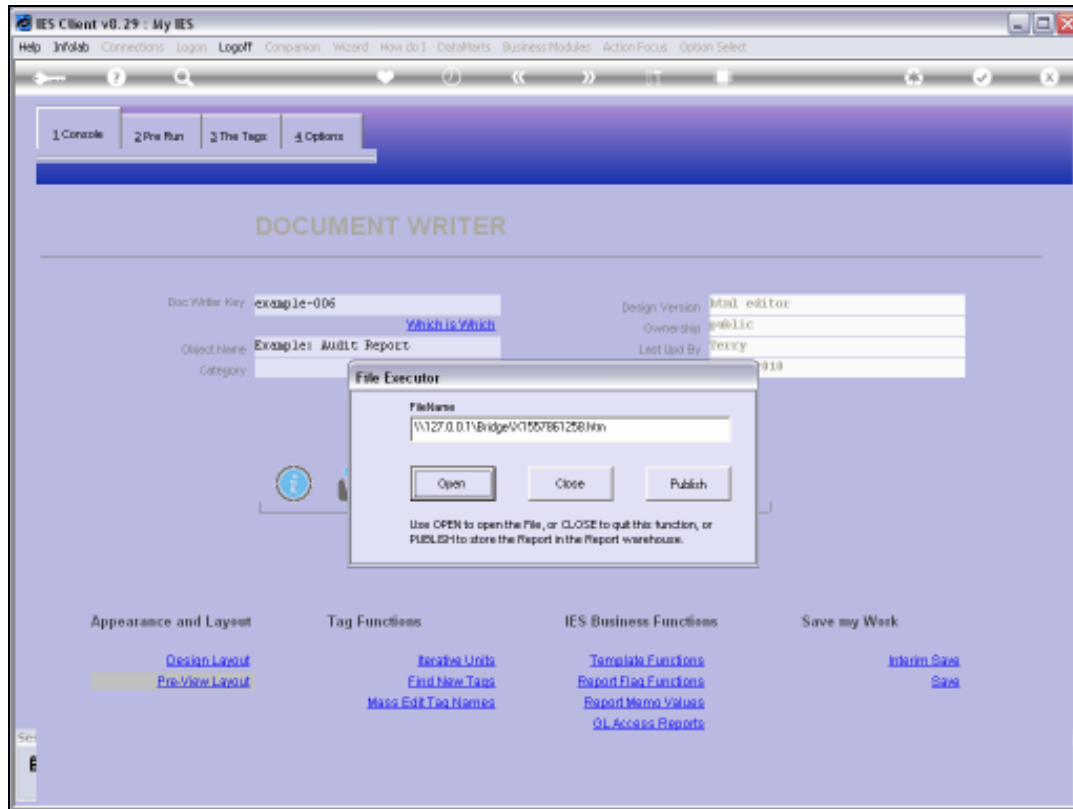 IES Client v8.29 : My IES
Help Infolab Connections Logon Logoff Companion Wizard How do I DataMarts Business Modules Action Focus Option Select
1 Console 2 Pre Run 3 The Tags 4 Options
DOCUMENT WRITER
Doc Writer Key example-006 Design Version html editor
Which is Which Ownership public
Object Name Example: Audit Report Last Upd By Terry
Category
File Executor
FileName
\\127.0.0.1\Bridge\X1557861258.htm
Open Close Publish
Use OPEN to open the File, or CLOSE to quit this function, or
PUBLISH to store the Report in the Report warehouse.
Appearance and Layout Tag Functions IES Business Functions Save my Work
Design Layout Iterative Units Template Functions Interim Save
Pre-View Layout Find New Tags Report Flag Functions Save
Mass Edit Tag Names Report Memo Values
GL Access Reports